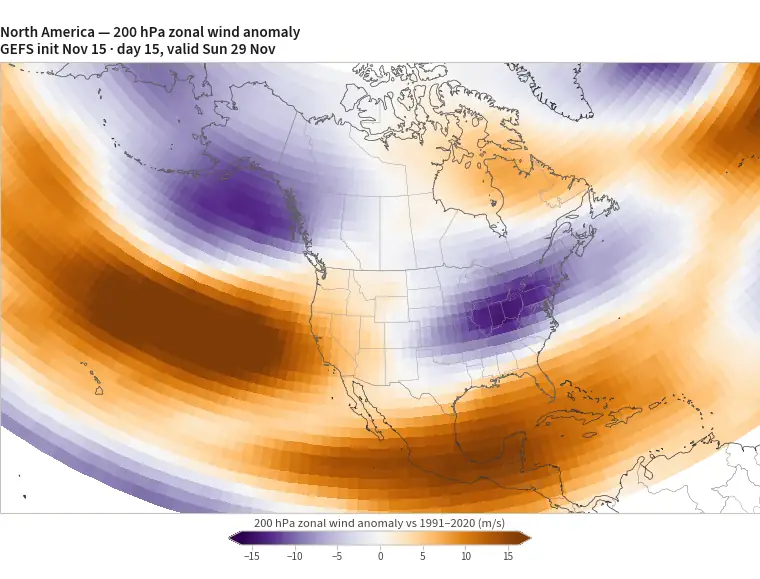 North America — 200 hPa zonal wind anomaly
GEFS init Nov 15 · day 15, valid Sun 29 Nov
200 hPa zonal wind anomaly vs 1991–2020 (m/s)
−15 −10 −5 0 5 10 15